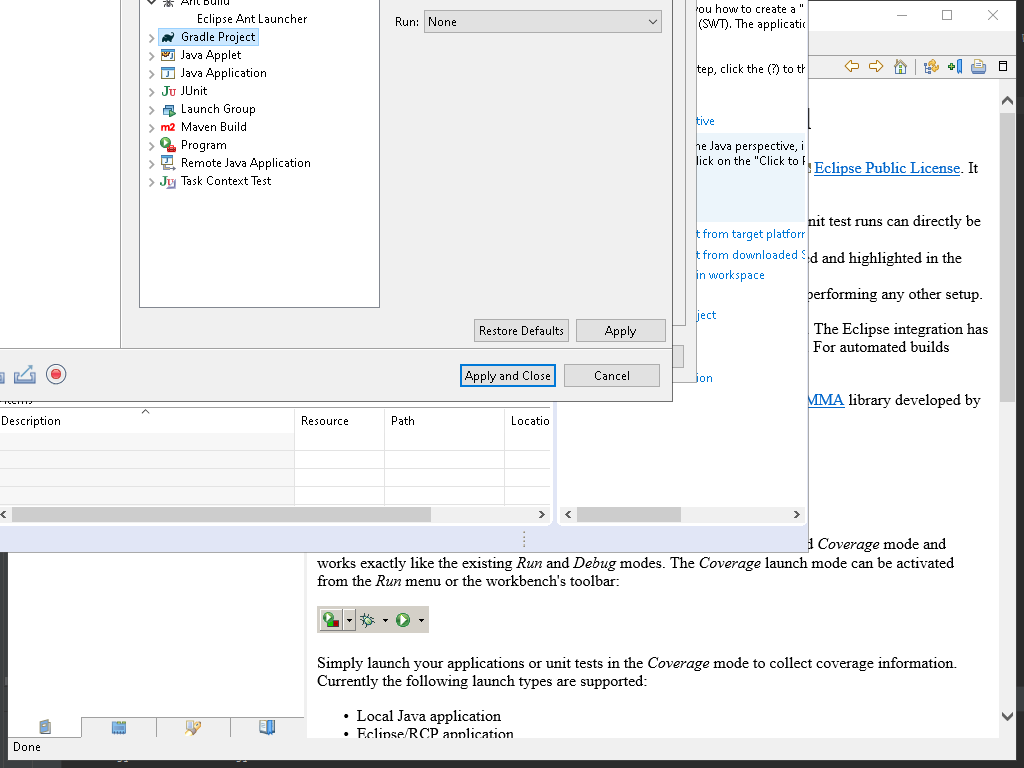 Ant Build
Eclipse Ant Launcher
Gradle Project
Java Applet
Java Application
JUnit
Launch Group
Maven Build
Program
Remote Java Application
Task Context Test
Run:
None
Restore Defaults
Apply
Apply and Close
Cancel
you how to create a "
(SWT). The applicatio
tep, click the (?) to th
tive
he Java perspective, i
lick on the "Click to P
t from target platforr
t from downloaded S
in workspace
ject
ion
Items
Description
Resource
Path
Locatio
Eclipse Public License. It
nit test runs can directly be
d and highlighted in the
performing any other setup.
The Eclipse integration has
For automated builds
MMA library developed by
d Coverage mode and
works exactly like the existing Run and Debug modes. The Coverage launch mode can be activated
from the Run menu or the workbench's toolbar:
Simply launch your applications or unit tests in the Coverage mode to collect coverage information.
Currently the following launch types are supported:
• Local Java application
• Eclipse/RCP application
Done